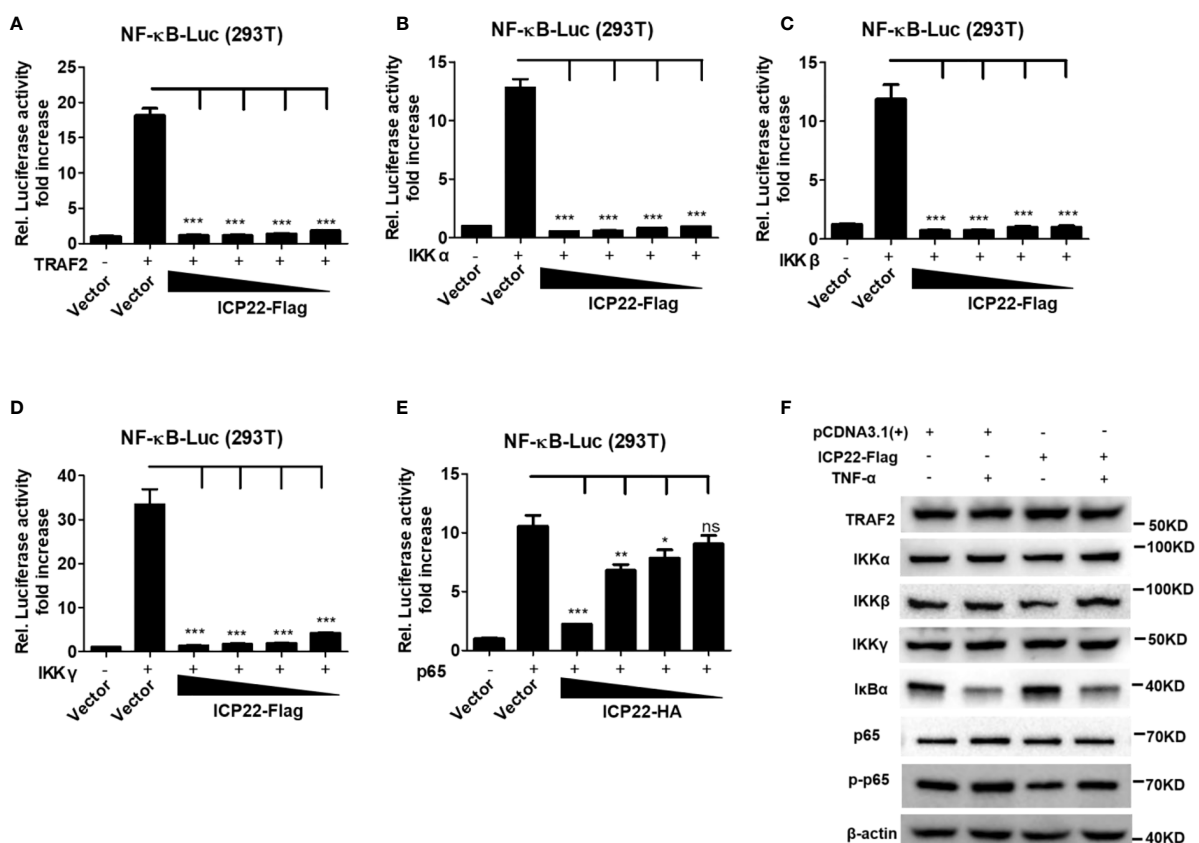 A
NF-κB-Luc (293T)
Rel. Luciferase activity
fold increase
25
20
15
10
5
0
*** *** *** ***
TRAF2 - + + + + +
Vector Vector
ICP22-Flag
B
NF-κB-Luc (293T)
Rel. Luciferase activity
fold increase
15
10
5
0
*** *** *** ***
IKK α - + + + + +
Vector Vector
ICP22-Flag
C
NF-κB-Luc (293T)
Rel. Luciferase activity
fold increase
15
10
5
0
*** *** *** ***
IKK β - + + + + +
Vector Vector
ICP22-Flag
D
NF-κB-Luc (293T)
Rel. Luciferase activity
fold increase
40
30
20
10
0
*** *** *** ***
IKK γ - + + + + +
Vector Vector
ICP22-Flag
E
NF-κB-Luc (293T)
Rel. Luciferase activity
fold increase
15
10
5
0
*** ** * ns
p65 - + + + + +
Vector Vector
ICP22-HA
F
pCDNA3.1(+) + + - -
ICP22-Flag - - + +
TNF-α - + - +
TRAF2 50KD
IKKα 100KD
IKKβ 100KD
IKKγ 50KD
IκBα 40KD
p65 70KD
p-p65 70KD
β-actin 40KD